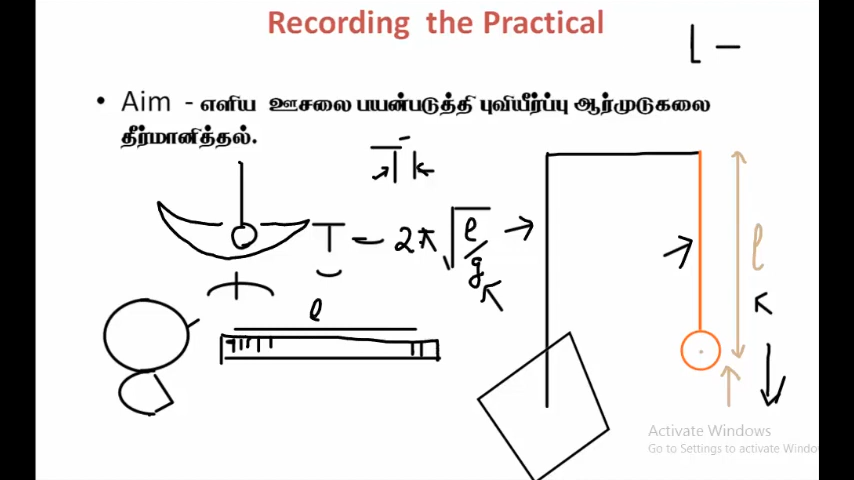 Recording the Practical
L -
• Aim - எளிய ஊசலை பயன்படுத்தி புவியீர்ப்பு ஆர்முடுகலை
தீர்மானித்தல்.
T = 2π√l/g
l
l
Activate Windows
Go to Settings to activate Windo